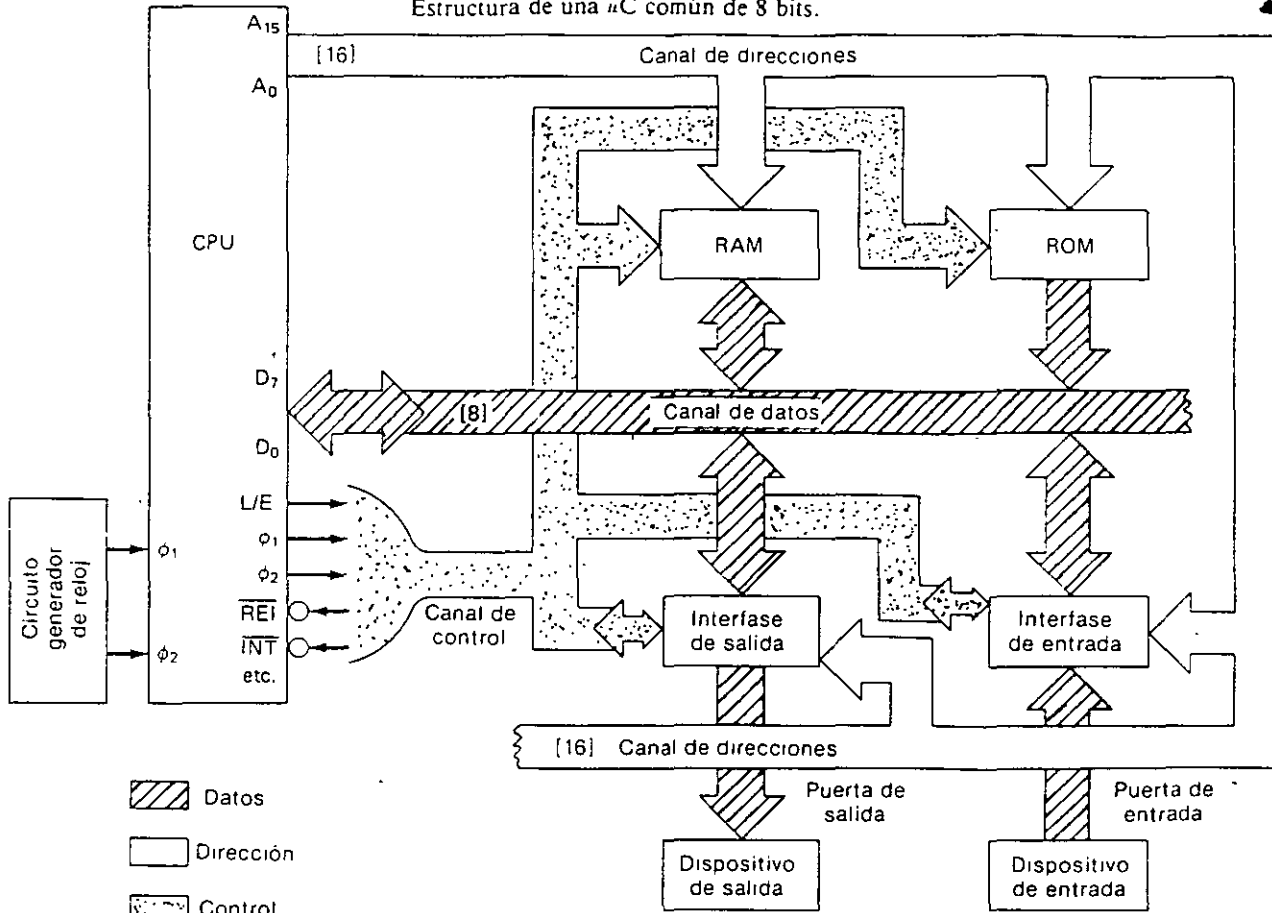 Estructura de una uC común de 8 bits.
A15
[16] Canal de direcciones
A0
CPU
RAM
ROM
D7
[8] Canal de datos
D0
L/E
φ1
φ2
REI
INT
etc.
Circuito
generador
de reloj
φ1
φ2
Canal de
control
Interfase
de salida
Interfase
de entrada
[16] Canal de direcciones
Puerta de
salida
Puerta de
entrada
Dispositivo
de salida
Dispositivo
de entrada
Datos
Dirección
Control